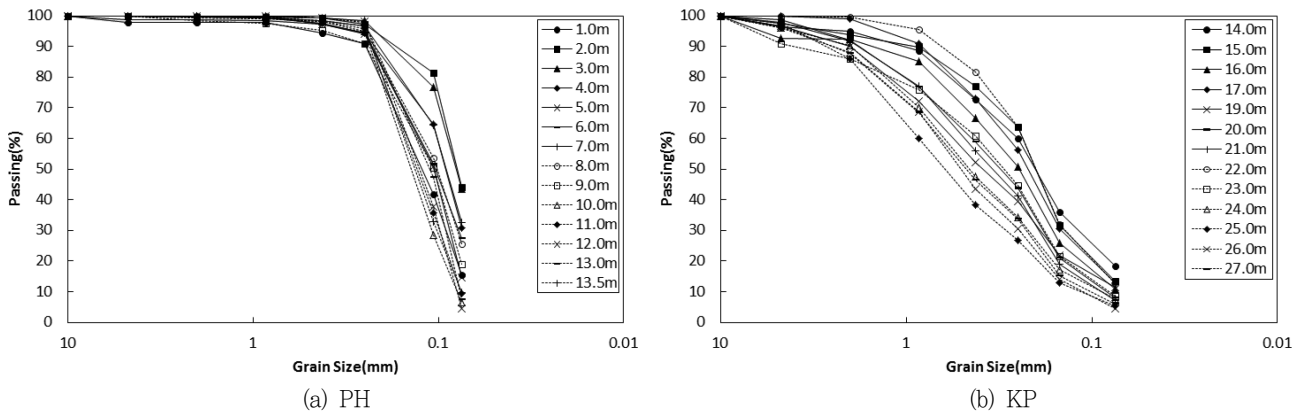 100
90
80
70
60
50
40
30
20
10
0
Passing(%)
10
1
0.1
0.01
Grain Size(mm)
1.0m
2.0m
3.0m
4.0m
5.0m
6.0m
7.0m
8.0m
9.0m
10.0m
11.0m
12.0m
13.0m
13.5m
(a) PH
100
90
80
70
60
50
40
30
20
10
0
Passing(%)
10
1
0.1
0.01
Grain Size(mm)
14.0m
15.0m
16.0m
17.0m
19.0m
20.0m
21.0m
22.0m
23.0m
24.0m
25.0m
26.0m
27.0m
(b) KP